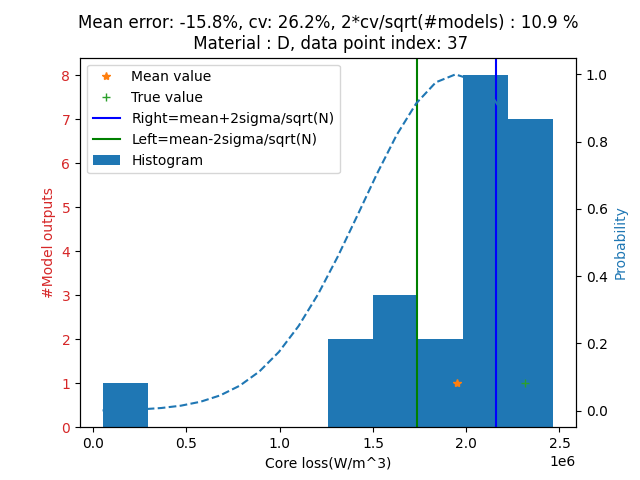 Mean error: -15.8%, cv: 26.2%, 2*cv/sqrt(#models) : 10.9 %
Material : D, data point index: 37
Mean value
True value
Right=mean+2sigma/sqrt(N)
Left=mean-2sigma/sqrt(N)
Histogram
#Model outputs
8
7
6
5
4
3
2
1
0
Probability
1.0
0.8
0.6
0.4
0.2
0.0
0.0 0.5 1.0 1.5 2.0 2.5
1e6
Core loss(W/m^3)